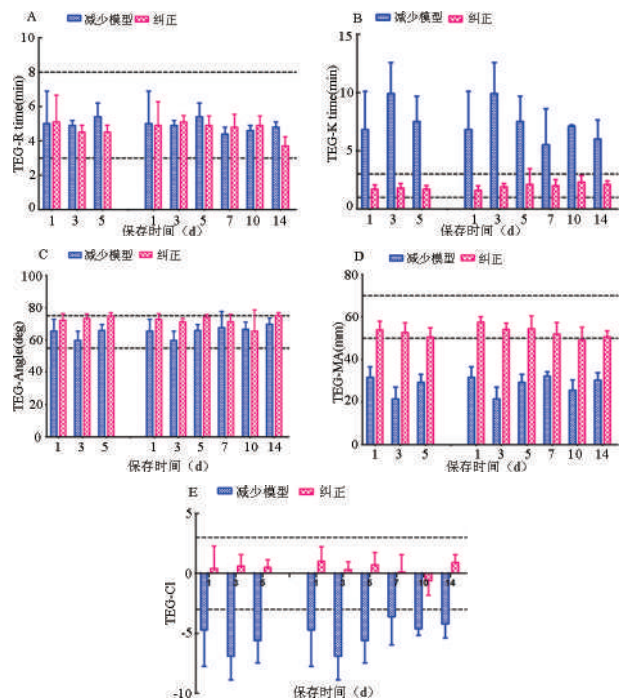 A 减少模型 纠正
TEG-R time(min)
10
8
6
4
2
0
1 3 5 1 3 5 7 10 14
保存时间（d）
B 减少模型 纠正
TEG-K time(min)
15
10
5
0
1 3 5 1 3 5 7 10 14
保存时间（d）
C 减少模型 纠正
TEG-Angle(deg)
100
80
60
40
20
0
1 3 5 1 3 5 7 10 14
保存时间（d）
D 减少模型 纠正
TEG-MA(mm)
80
60
40
20
0
1 3 5 1 3 5 7 10 14
保存时间（d）
E 减少模型 纠正
TEG-CI
5
0
-5
-10
1 3 5 1 3 5 7 10 14
保存时间（d）